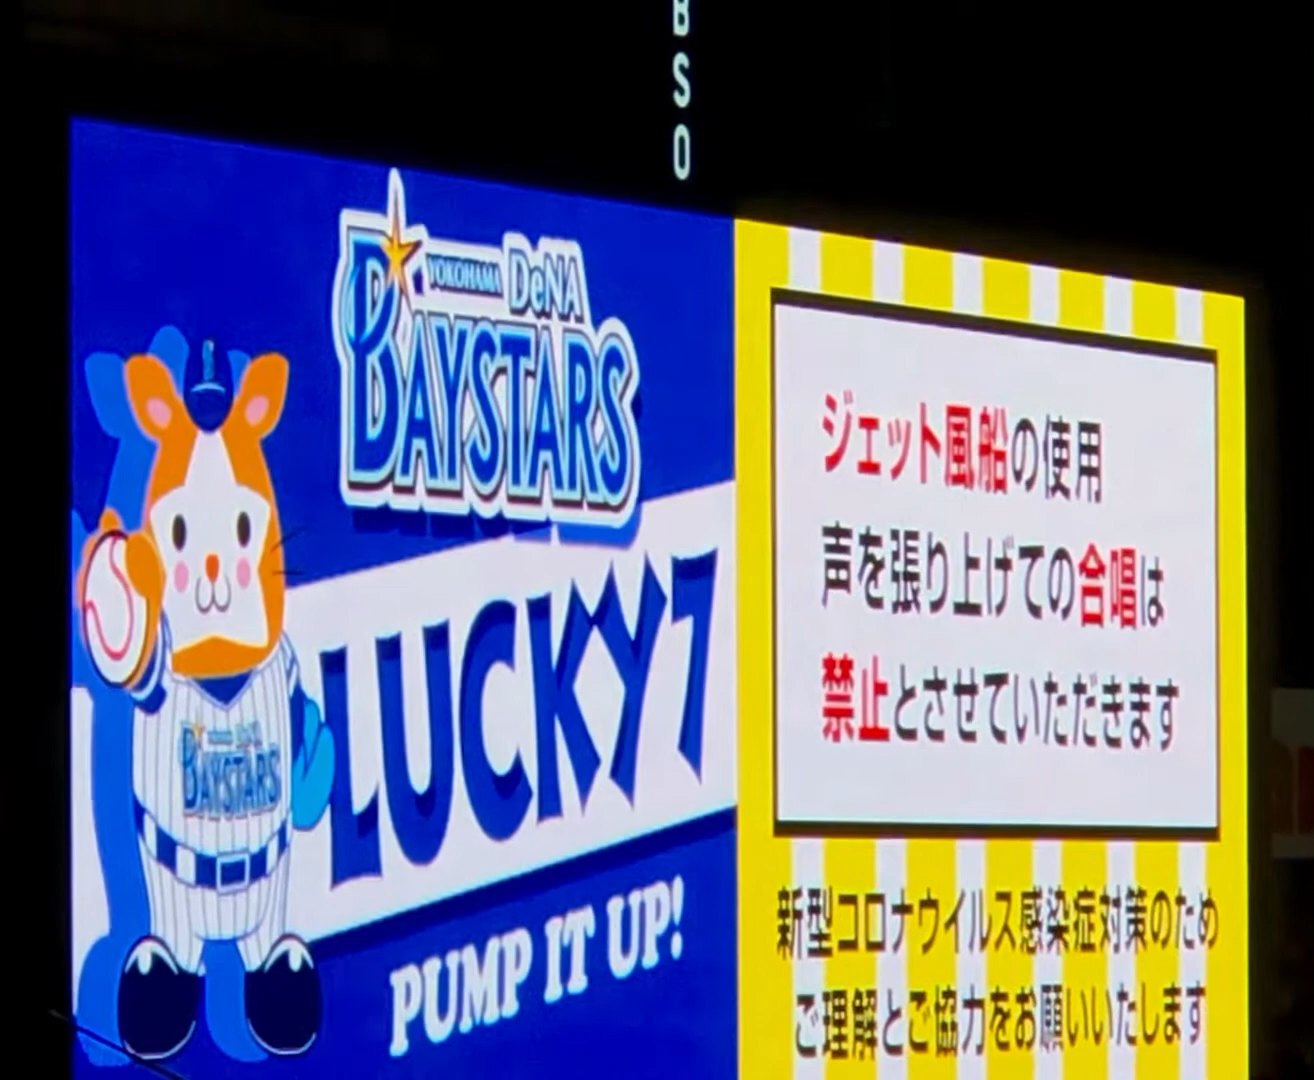 B
S
O
YOKOHAMA DeNA
BAYSTARS
LUCKY7
BAYSTARS
PUMP IT UP!
ジェット風船の使用
声を張り上げての合唱は
禁止とさせていただきます
新型コロナウイルス感染症対策のため
ご理解とご協力をお願いいたします